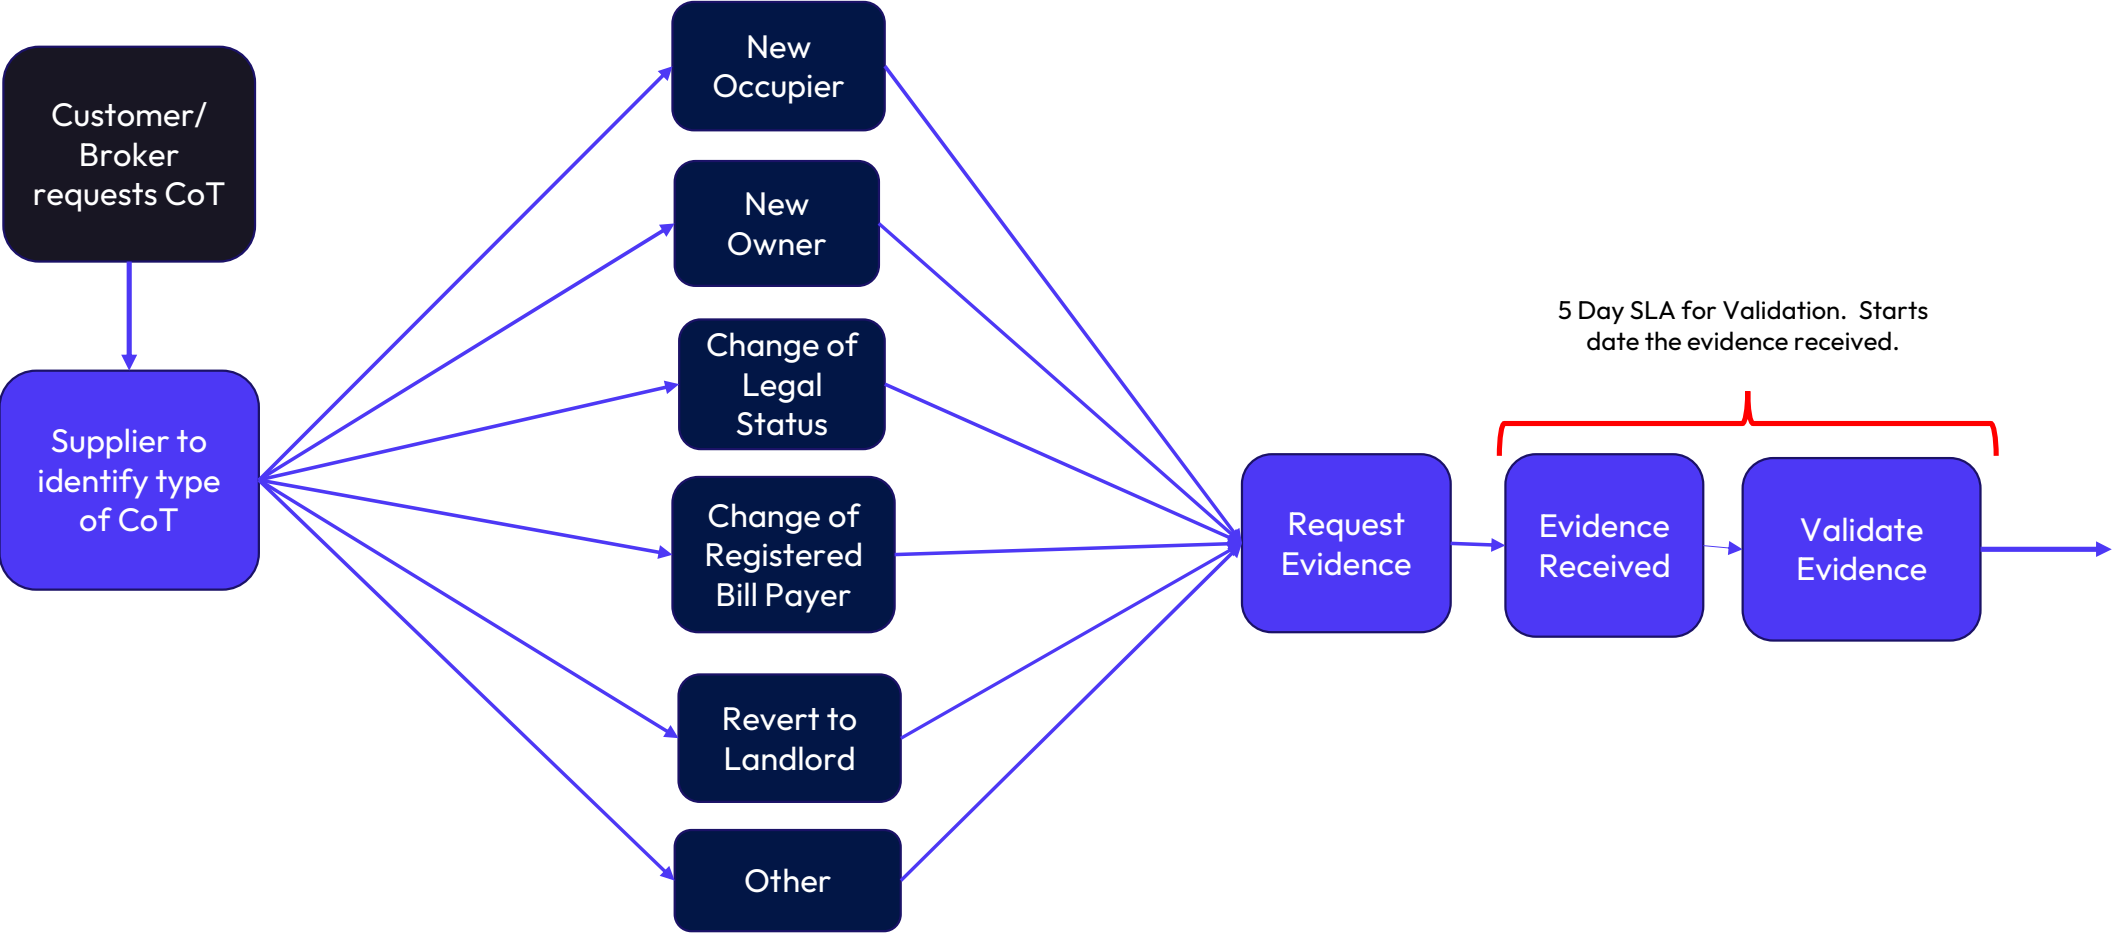 Customer/
Broker
requests CoT
Supplier to
identify type
of CoT
New
Occupier
New
Owner
Change of
Legal
Status
Change of
Registered
Bill Payer
Revert to
Landlord
Other
Request
Evidence
5 Day SLA for Validation.  Starts
date the evidence received.
Evidence
Received
Validate
Evidence